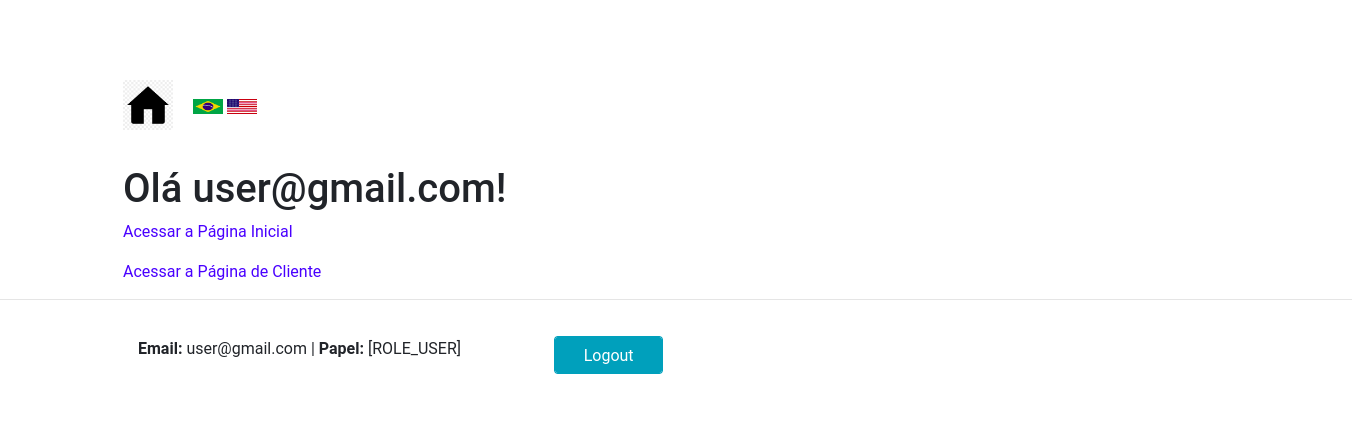 Olá user@gmail.com!
Acessar a Página Inicial
Acessar a Página de Cliente
Email: user@gmail.com | Papel: [ROLE_USER]
Logout